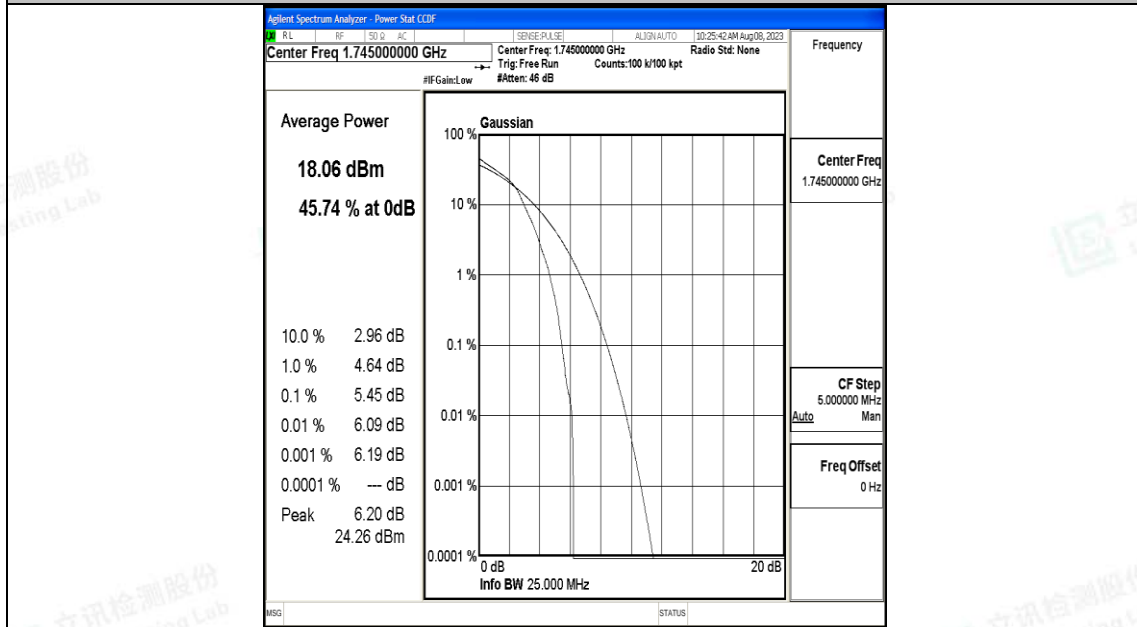 Agilent Spectrum Analyzer - Power Stat CCDF
RL RF 50 Ω AC SENSE:PULSE ALIGN AUTO 10:25:42 AM Aug 08, 2023
Center Freq 1.745000000 GHz
Center Freq: 1.745000000 GHz Radio Std: None
Trig: Free Run Counts:100 k/100 kpt
#IFGain:Low #Atten: 46 dB
Frequency
Average Power
18.06 dBm
45.74 % at 0dB
10.0 % 2.96 dB
1.0 % 4.64 dB
0.1 % 5.45 dB
0.01 % 6.09 dB
0.001 % 6.19 dB
0.0001 % --- dB
Peak 6.20 dB
24.26 dBm
Gaussian
100 %
10 %
1 %
0.1 %
0.01 %
0.001 %
0.0001 %
0 dB 20 dB
Info BW 25.000 MHz
Center Freq
1.745000000 GHz
CF Step
5.000000 MHz
Auto Man
Freq Offset
0 Hz
MSG STATUS
立讯检测股份